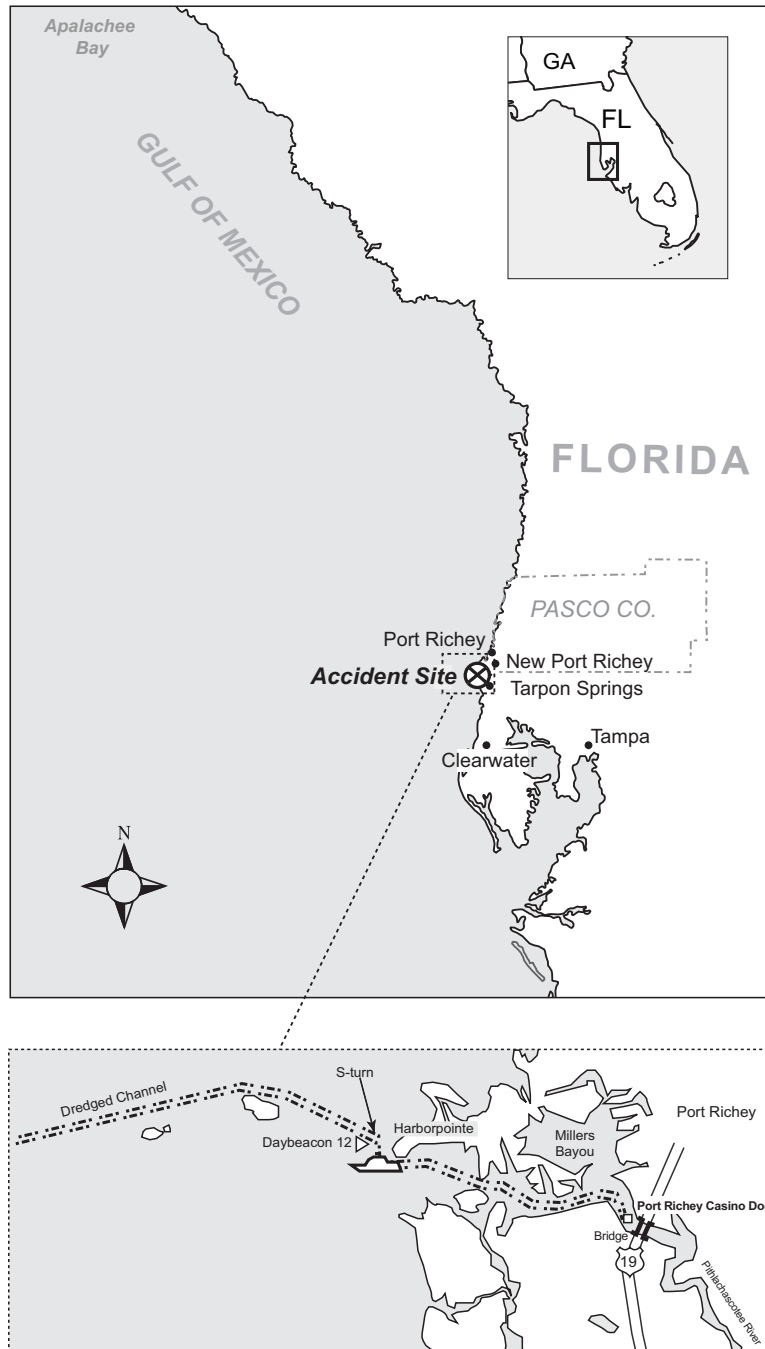 Apalachee
Bay
GULF OF MEXICO
GA
FL
FLORIDA
PASCO CO.
Port Richey
New Port Richey
Accident Site
Tarpon Springs
Tampa
Clearwater
N
S-turn
Dredged Channel
Harborpointe
Port Richey
Daybeacon 12
Millers
Bayou
Port Richey Casino Do
Bridge
19
Pithlachascotee River